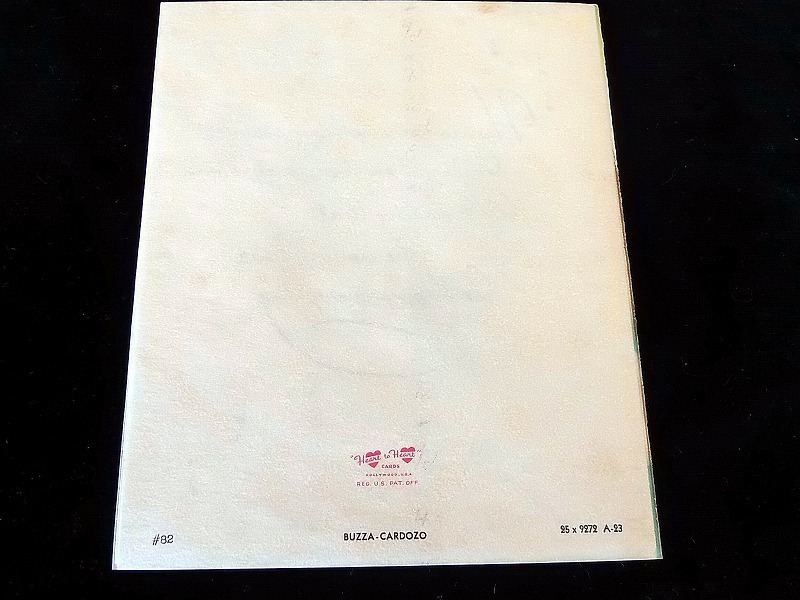 "Heart to Heart"
CARDS
HOLLYWOOD, U.S.A
REG. U.S. PAT. OFF.
#82
BUZZA-CARDOZO
25 x 9272 A-23